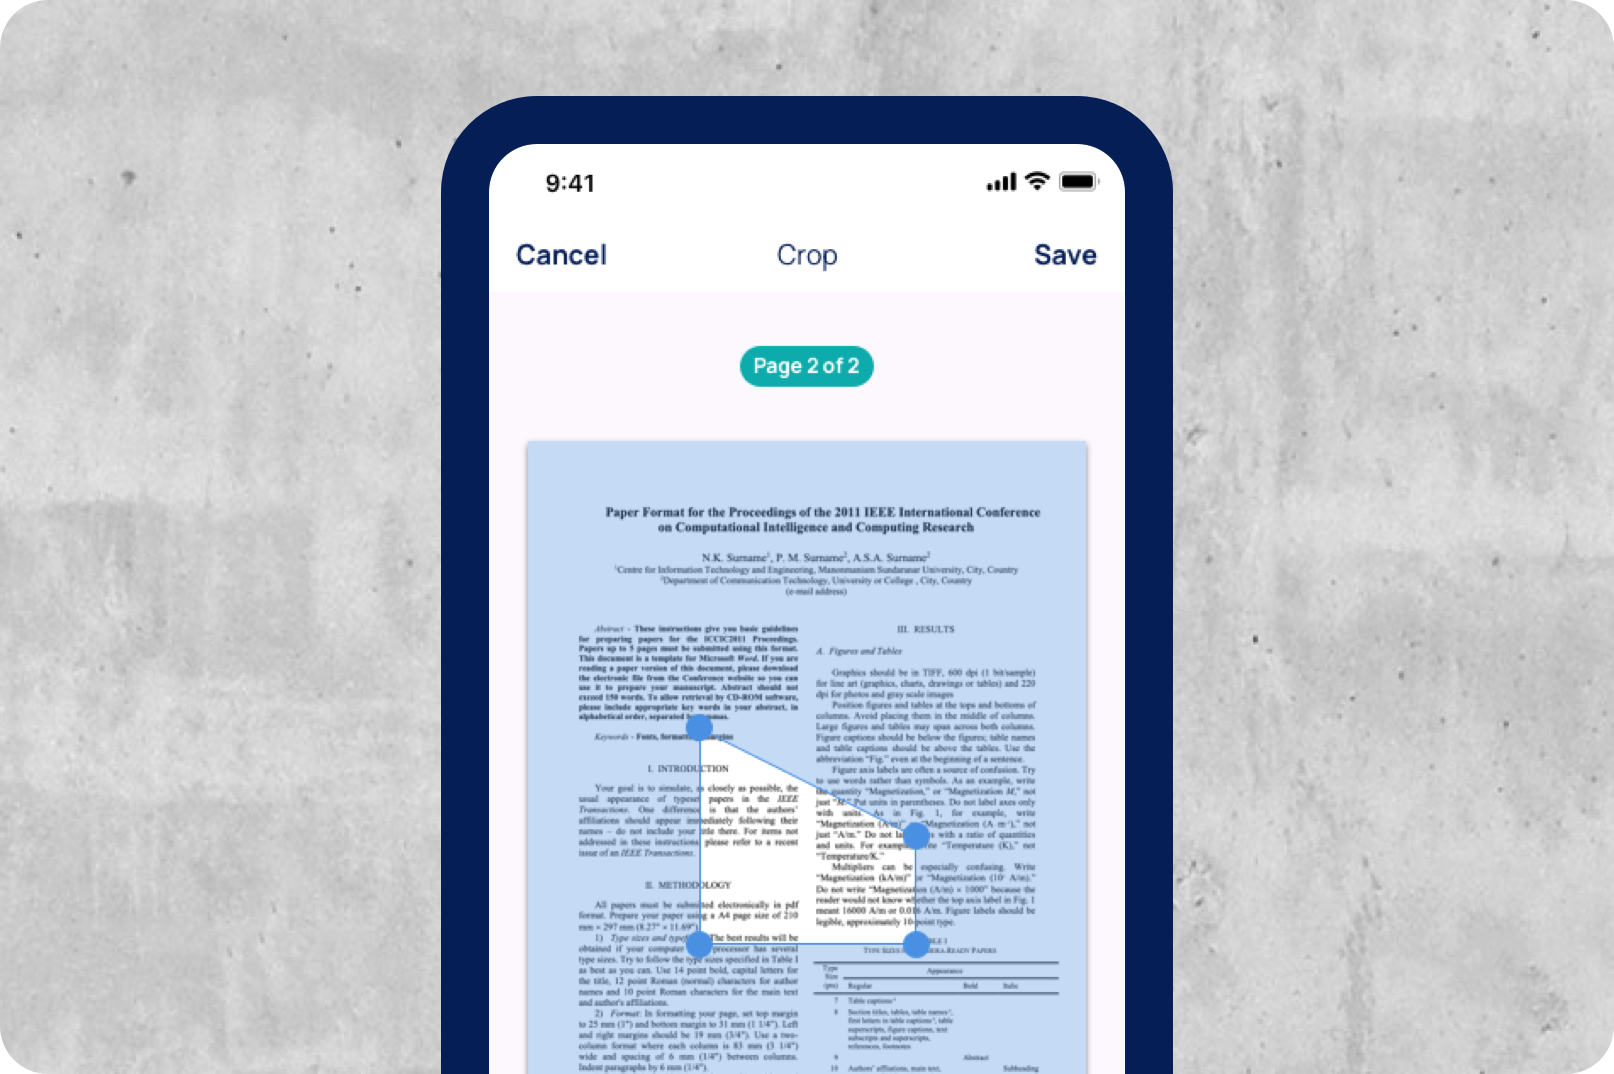 9:41
Cancel
Crop
Save
Page 2 of 2
Paper Format for the Proceedings of the 2011 IEEE International Conference
on Computational Intelligence and Computing Research
N.K. Surname¹, P. M. Surname², A.S.A. Surname²
¹Centre for Information Technology and Engineering, Manonmaniam Sundaranar University, City, Country
²Department of Communication Technology, University or College , City, Country
(e-mail address)
Abstract - These instructions give you basic guidelines
for preparing papers for the ICCIC2011 Proceedings.
Papers up to 5 pages must be submitted using this format.
This document is a template for Microsoft Word. If you are
reading a paper version of this document, please download
the electronic file from the Conference website so you can
use it to prepare your manuscript. Abstract should not
exceed 150 words. To allow retrieval by CD-ROM software,
please include appropriate key words in your abstract, in
alphabetical order, separated
Keywords - Fonts,
I. INTRODUCTION
Your goal is to simulate, as closely as possible, the
usual appearance of typeset papers in the IEEE
Transactions. One difference is that the authors'
affiliations should appear immediately following their
names – do not include your title there. For items not
addressed in these instructions, please refer to a recent
issue of an IEEE Transactions.
II. METHODOLOGY
All papers must be submitted electronically in pdf
format. Prepare your paper using a A4 page size of 210
mm × 297 mm (8.27" × 11.69").
1) Type sizes and The best results will be
obtained if your computer processor has several
type sizes. Try to follow the type sizes specified in Table I
as best as you can. Use 14 point bold, capital letters for
the title, 12 point Roman (normal) characters for author
names and 10 point Roman characters for the main text
and author's affiliations.
2) Format: In formatting your page, set top margin
to 25 mm (1") and bottom margin to 31 mm (1 1/4"). Left
and right margins should be 19 mm (3/4"). Use a two-
column format where each column is 83 mm (3 1/4")
wide and spacing of 6 mm (1/4") between columns.
Indent paragraphs by 6 mm (1/4").
III. RESULTS
A. Figures and Tables
Graphics should be in TIFF, 600 dpi (1 bit/sample)
for line art (graphics, charts, drawings or tables) and 220
dpi for photos and gray scale images
Position figures and tables at the tops and bottoms of
columns. Avoid placing them in the middle of columns.
Large figures and tables may span across both columns.
Figure captions should be below the figures; table names
and table captions should be above the tables. Use the
abbreviation “Fig.” even at the beginning of a sentence.
Figure axis labels are often a source of confusion. Try
to use words rather than symbols. As an example, write
the quantity “Magnetization,” or “Magnetization M,” not
just “M.” Put units in parentheses. Do not label axes only
with units. As in Fig. 1, for example, write
“Magnetization (A/m)” “Magnetization (A·m⁻¹),” not
just “A/m.” Do not with a ratio of quantities
and units. For example, “Temperature (K),” not
“Temperature/K.”
Multipliers can be especially confusing. Write
“Magnetization (kA/m)” or “Magnetization (10³ A/m).”
Do not write “Magnetization (A/m) × 1000” because the
reader would not know whether the top axis label in Fig. 1
meant 16000 A/m or 0.016 A/m. Figure labels should be
legible, approximately 10-point type.
TYPE SIZES READY PAPERS
Type
Size
(pts)
Appearance
Regular Bold Italic
7 Table captions
8 Section titles, tables, table names,
first letters in table captions, table
superscripts, figure captions, text
subscripts and superscripts,
references, footnotes
9 Abstract
10 Authors' affiliations, main text, Subheading